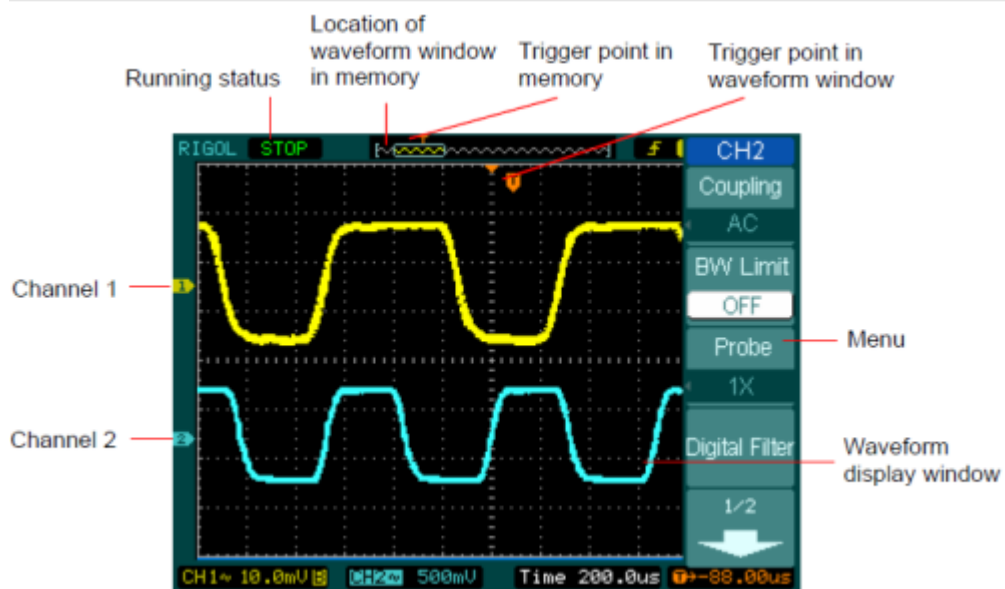 Location of
waveform window
in memory
Trigger point in
memory
Trigger point in
waveform window
Running status
RIGOL STOP
CH2
T
Coupling
AC
Channel 1
1
BW Limit
OFF
Probe
Menu
1X
Channel 2
2
Digital Filter
Waveform
display window
1/2
CH1~ 10.0mV B CH2~ 500mV Time 200.0us T→-88.00us